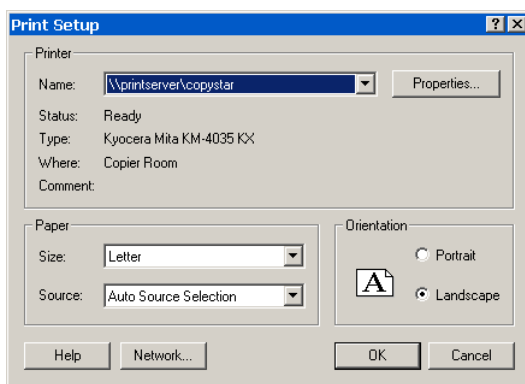 Print Setup
Printer
Name: \\printserver\copystar Properties...
Status: Ready
Type: Kyocera Mita KM-4035 KX
Where: Copier Room
Comment:
Paper Orientation
Size: Letter Portrait
A
Source: Auto Source Selection Landscape
Help Network... OK Cancel